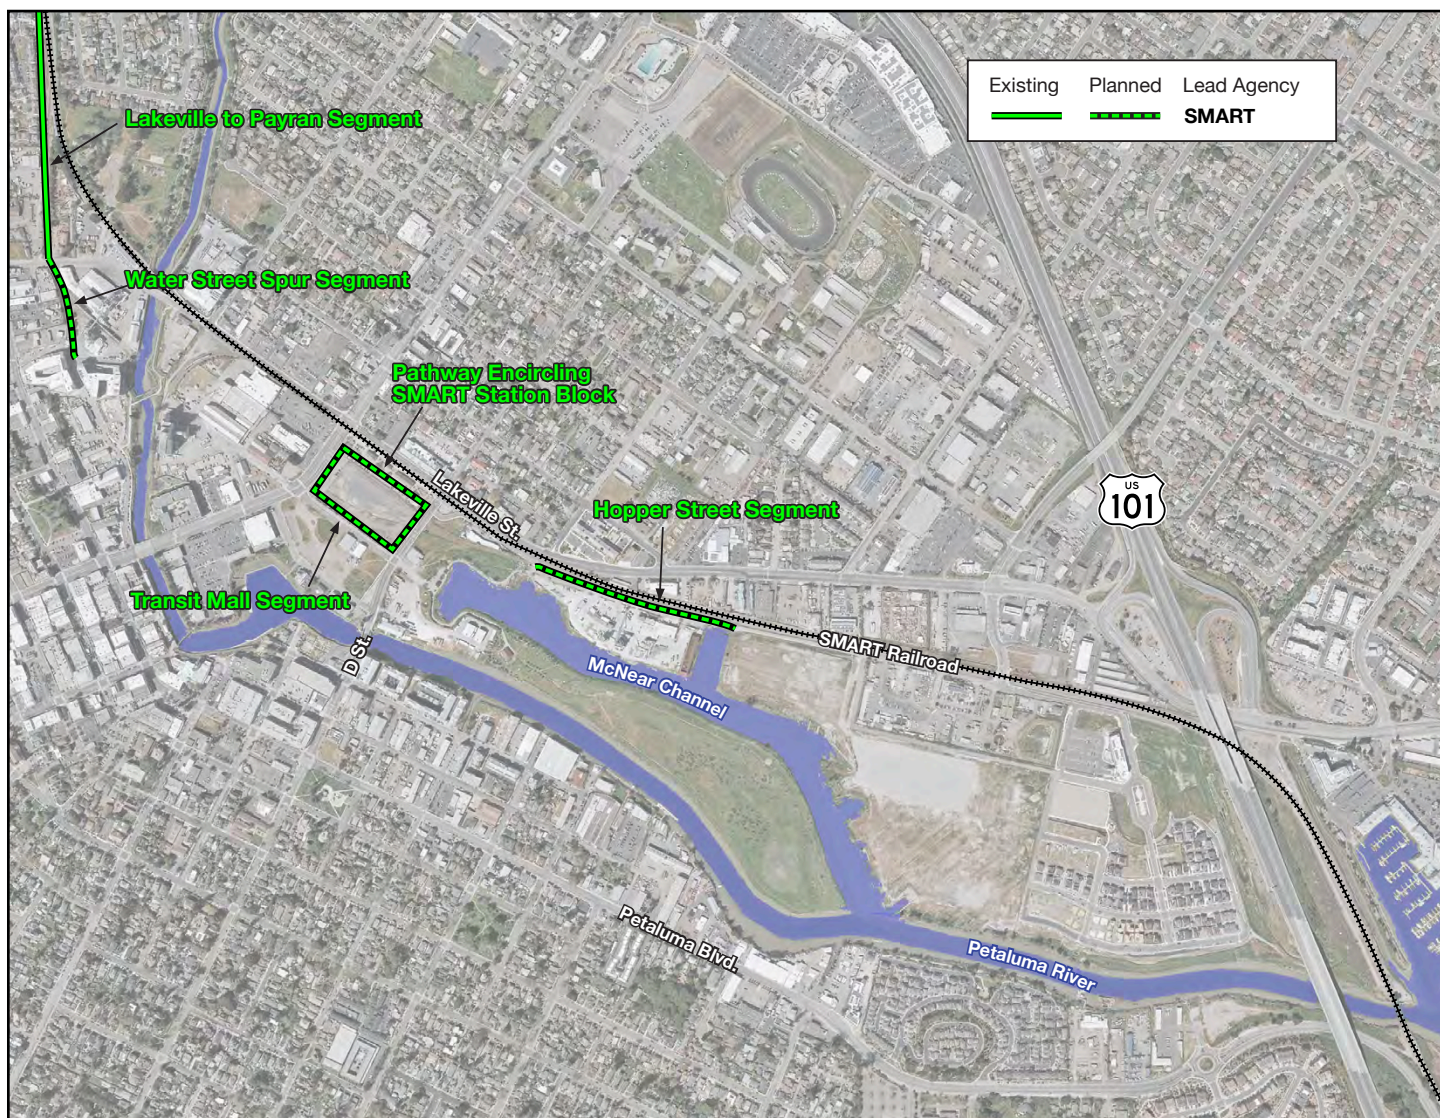 Existing Planned Lead Agency
SMART
Lakeville to Payran Segment
Water Street Spur Segment
Pathway Encircling
SMART Station Block
Lakeville St.
Hopper Street Segment
US
101
Transit Mall Segment
D St.
SMART Railroad
McNear Channel
Petaluma Blvd.
Petaluma River